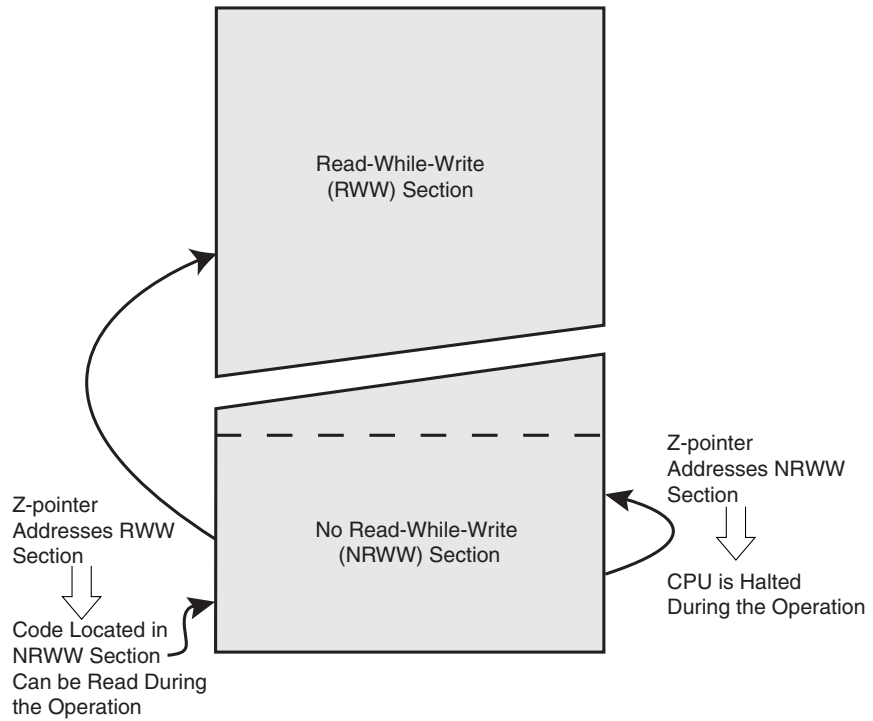 Read-While-Write
(RWW) Section
Z-pointer
Addresses NRWW
Section
Z-pointer
Addresses RWW
Section
No Read-While-Write
(NRWW) Section
CPU is Halted
During the Operation
Code Located in
NRWW Section
Can be Read During
the Operation